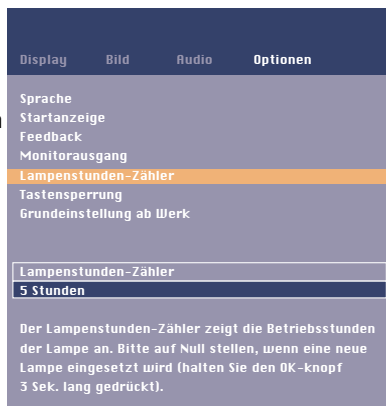 Display Bild Audio Optionen
Sprache
Startanzeige
Feedback
Monitorausgang
Lampenstunden-Zähler
Tastensperrung
Grundeinstellung ab Werk
Lampenstunden-Zähler
5 Stunden
Der Lampenstunden-Zähler zeigt die Betriebsstunden
der Lampe an. Bitte auf Null stellen, wenn eine neue
Lampe eingesetzt wird (halten Sie den OK-knopf
3 Sek. lang gedrückt).